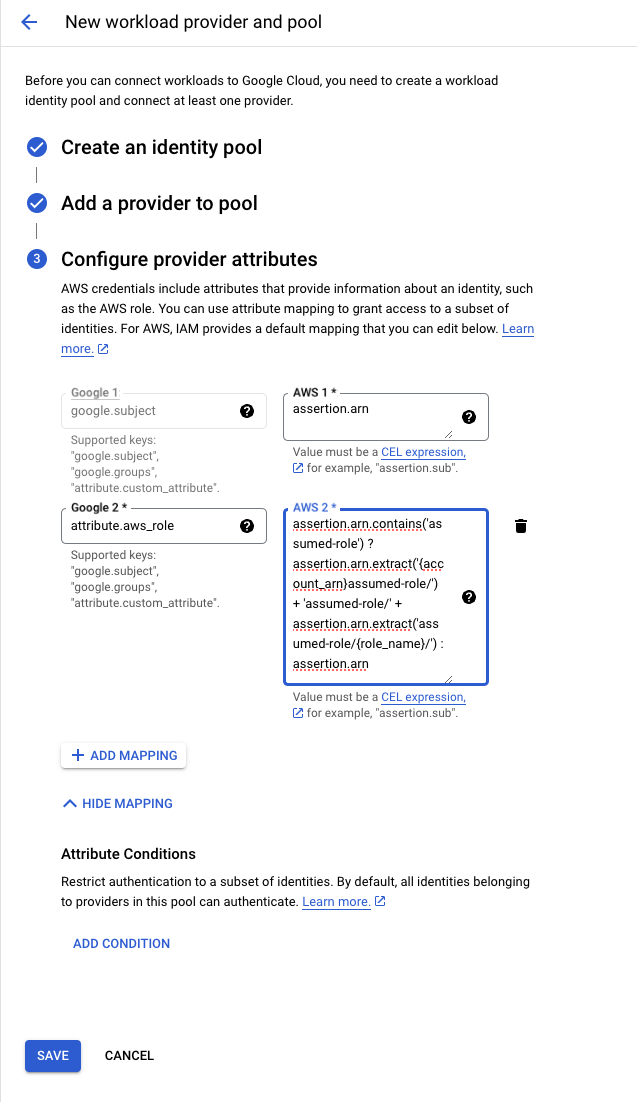 New workload provider and pool
Before you can connect workloads to Google Cloud, you need to create a workload
identity pool and connect at least one provider.
Create an identity pool
Add a provider to pool
3 Configure provider attributes
AWS credentials include attributes that provide information about an identity, such
as the AWS role. You can use attribute mapping to grant access to a subset of
identities. For AWS, IAM provides a default mapping that you can edit below. Learn
more.
Google 1
google.subject
?
Supported keys:
"google.subject",
"google.groups",
"attribute.custom_attribute".
AWS 1 *
assertion.arn
?
Value must be a CEL expression,
for example, "assertion.sub".
Google 2 *
attribute.aws_role
?
Supported keys:
"google.subject",
"google.groups",
"attribute.custom_attribute".
AWS 2 *
assertion.arn.contains('as
sumed-role') ?
assertion.arn.extract('{acc
ount_arn}assumed-role/')
+ 'assumed-role/' +
assertion.arn.extract('ass
umed-role/{role_name}/') :
assertion.arn
?
Value must be a CEL expression,
for example, "assertion.sub".
+ ADD MAPPING
HIDE MAPPING
Attribute Conditions
Restrict authentication to a subset of identities. By default, all identities belonging
to providers in this pool can authenticate. Learn more.
ADD CONDITION
SAVE
CANCEL